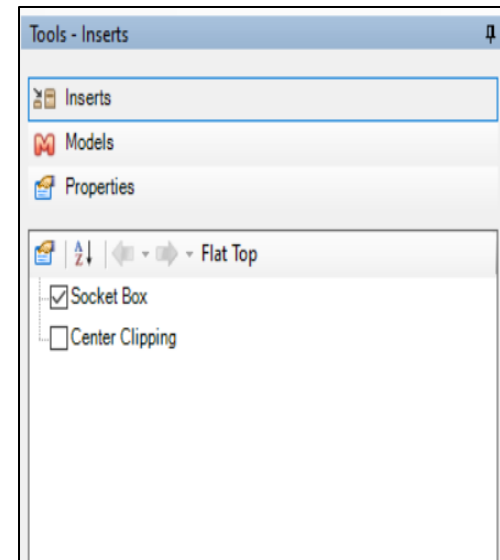 Tools - Inserts
Inserts
Models
Properties
Flat Top
Socket Box
Center Clipping